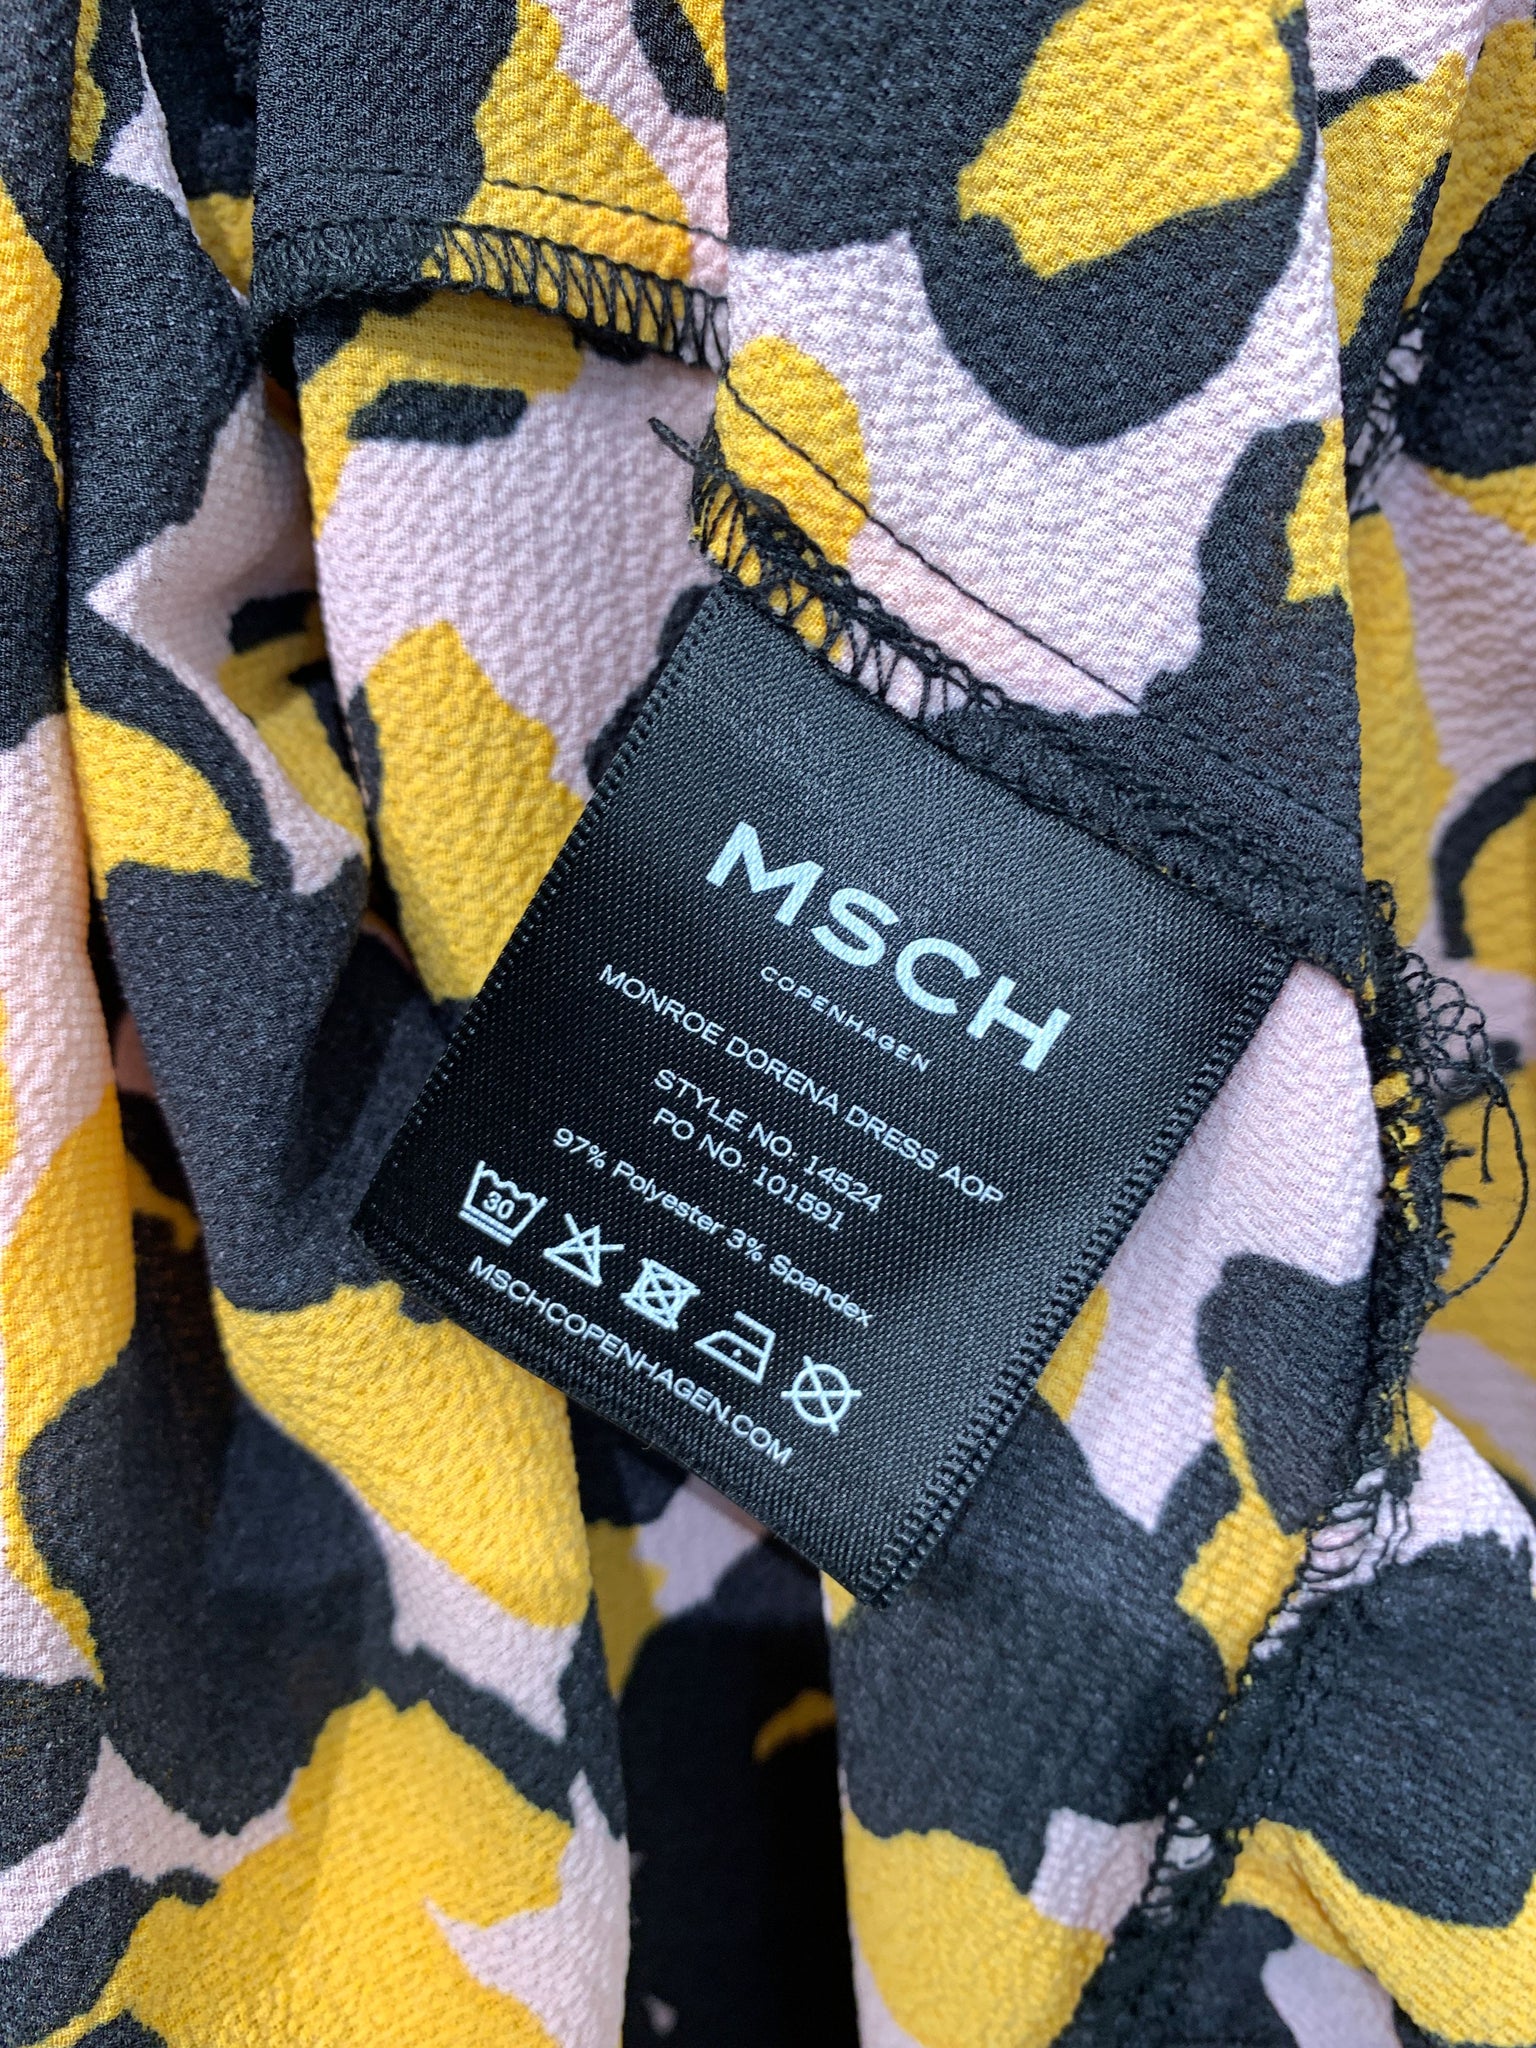 MSCH
COPENHAGEN
MONROE DORENA DRESS AOP
STYLE NO: 14524
PO NO: 101591
97% Polyester 3% Spandex
30
MSCHCOPENHAGEN.COM